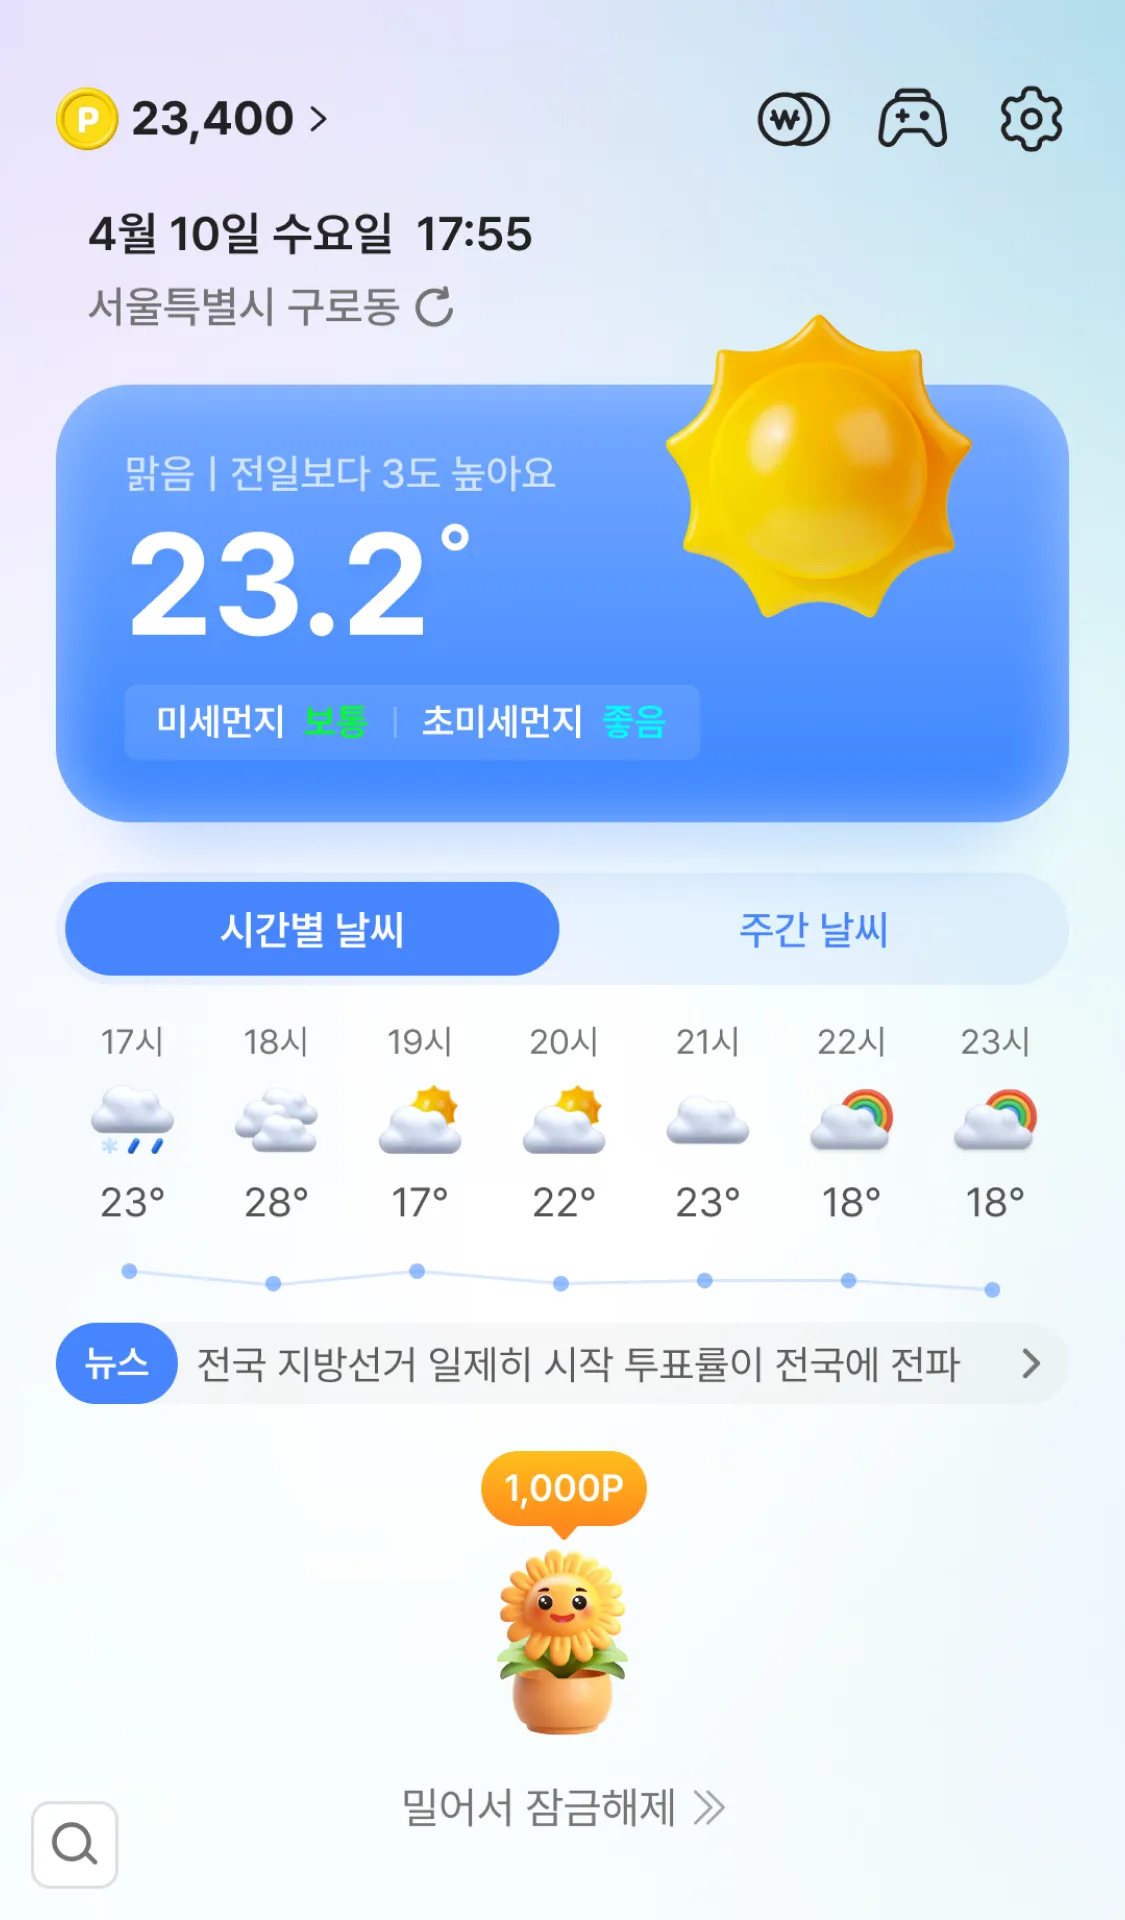 P 23,400
₩
4월 10일 수요일 17:55
서울특별시 구로동
맑음 | 전일보다 3도 높아요
23.2°
미세먼지 보통 | 초미세먼지 좋음
시간별 날씨 주간 날씨
17시 18시 19시 20시 21시 22시 23시
23° 28° 17° 22° 23° 18° 18°
뉴스 전국 지방선거 일제히 시작 투표률이 전국에 전파
1,000P
밀어서 잠금해제